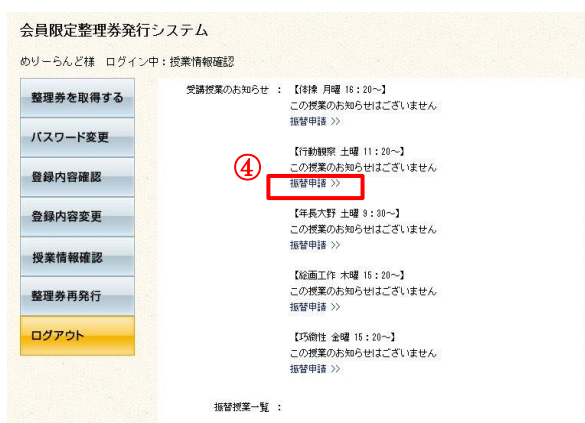 会員限定整理券発行システム
めりーらんど様　ログイン中：授業情報確認
整理券を取得する
パスワード変更
登録内容確認
登録内容変更
授業情報確認
整理券再発行
ログアウト
受講授業のお知らせ ：
【体操 月曜 16：20～】
この授業のお知らせはございません
振替申請 >>
【行動観察 土曜 11：20～】
この授業のお知らせはございません
④
振替申請 >>
【年長大野 土曜 9：30～】
この授業のお知らせはございません
振替申請 >>
【絵画工作 木曜 15：20～】
この授業のお知らせはございません
振替申請 >>
【巧緻性 金曜 15：20～】
この授業のお知らせはございません
振替申請 >>
振替授業一覧 ：